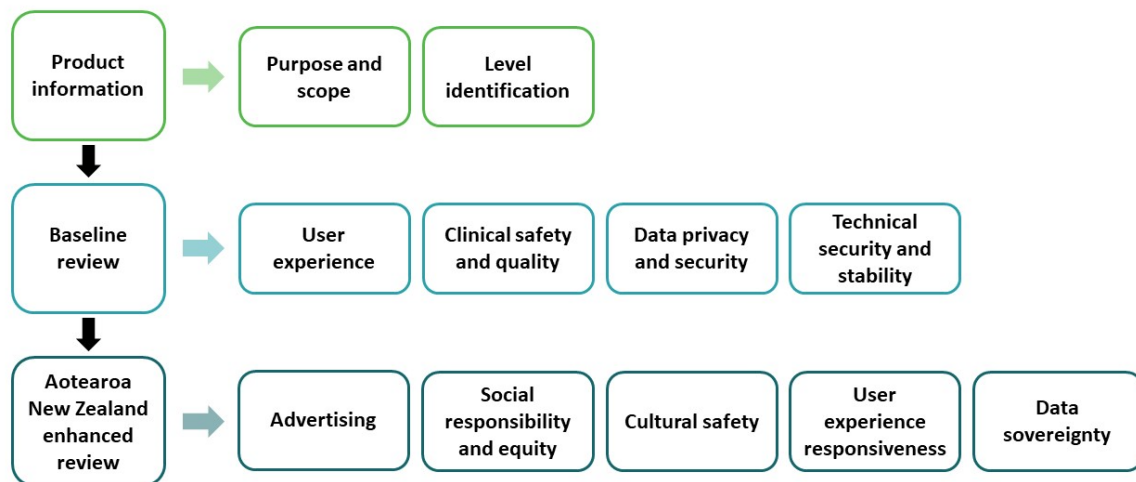 Product
information
Purpose and
scope
Level
identification
Baseline
review
User
experience
Clinical safety
and quality
Data privacy
and security
Technical
security and
stability
Aotearoa
New Zealand
enhanced
review
Advertising
Social
responsibility
and equity
Cultural safety
User
experience
responsiveness
Data
sovereignty